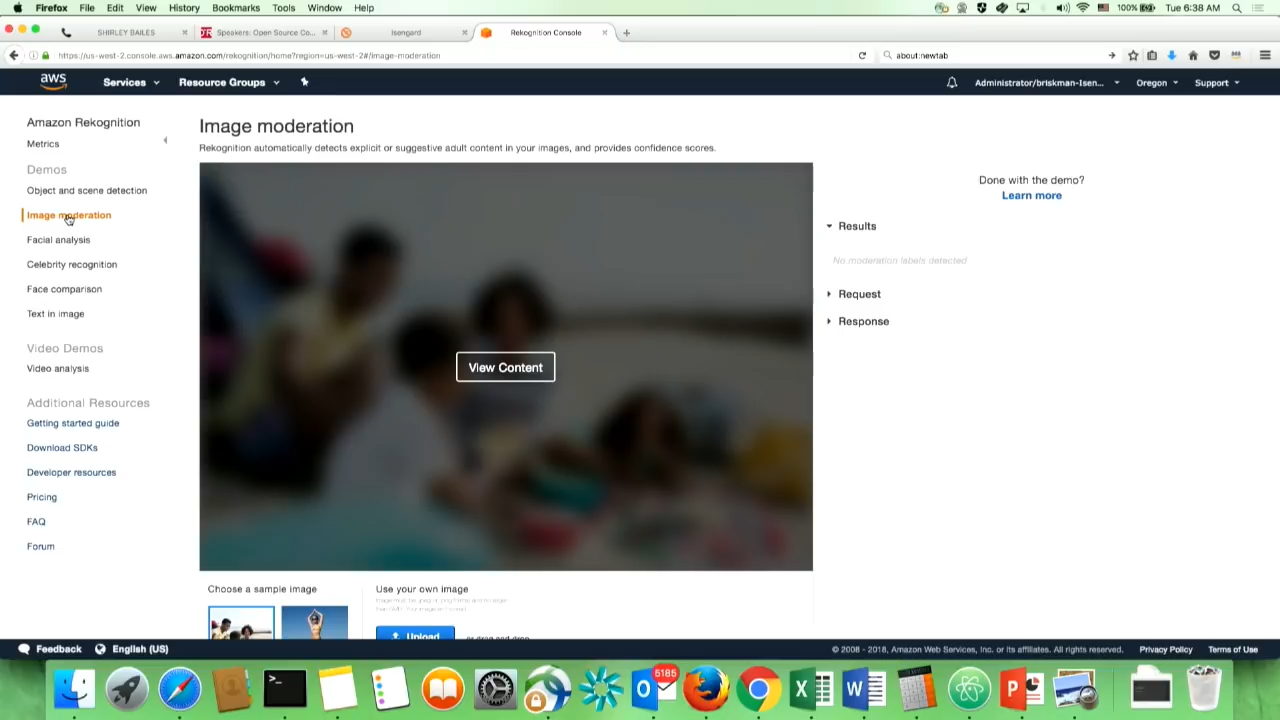 Firefox File Edit View History Bookmarks Tools Window Help 100% Tue 6:38 AM
SHIRLEY BAILES × Speakers: Open Source Co... × Isengard × Rekognition Console × +
https://us-west-2.console.aws.amazon.com/rekognition/home?region=us-west-2#/image-moderation about:newtab
aws Services Resource Groups Administrator/briskman-Isen... Oregon Support
Amazon Rekognition
Metrics
Demos
Object and scene detection
Image moderation
Facial analysis
Celebrity recognition
Face comparison
Text in image
Video Demos
Video analysis
Additional Resources
Getting started guide
Download SDKs
Developer resources
Pricing
FAQ
Forum
Image moderation
Rekognition automatically detects explicit or suggestive adult content in your images, and provides confidence scores.
View Content
Choose a sample image
Use your own image
Upload or drag and drop
Done with the demo?
Learn more
Results
No moderation labels detected
Request
Response
Feedback English (US) © 2008 - 2018, Amazon Web Services, Inc. or its affiliates. All rights reserved. Privacy Policy Terms of Use
5185